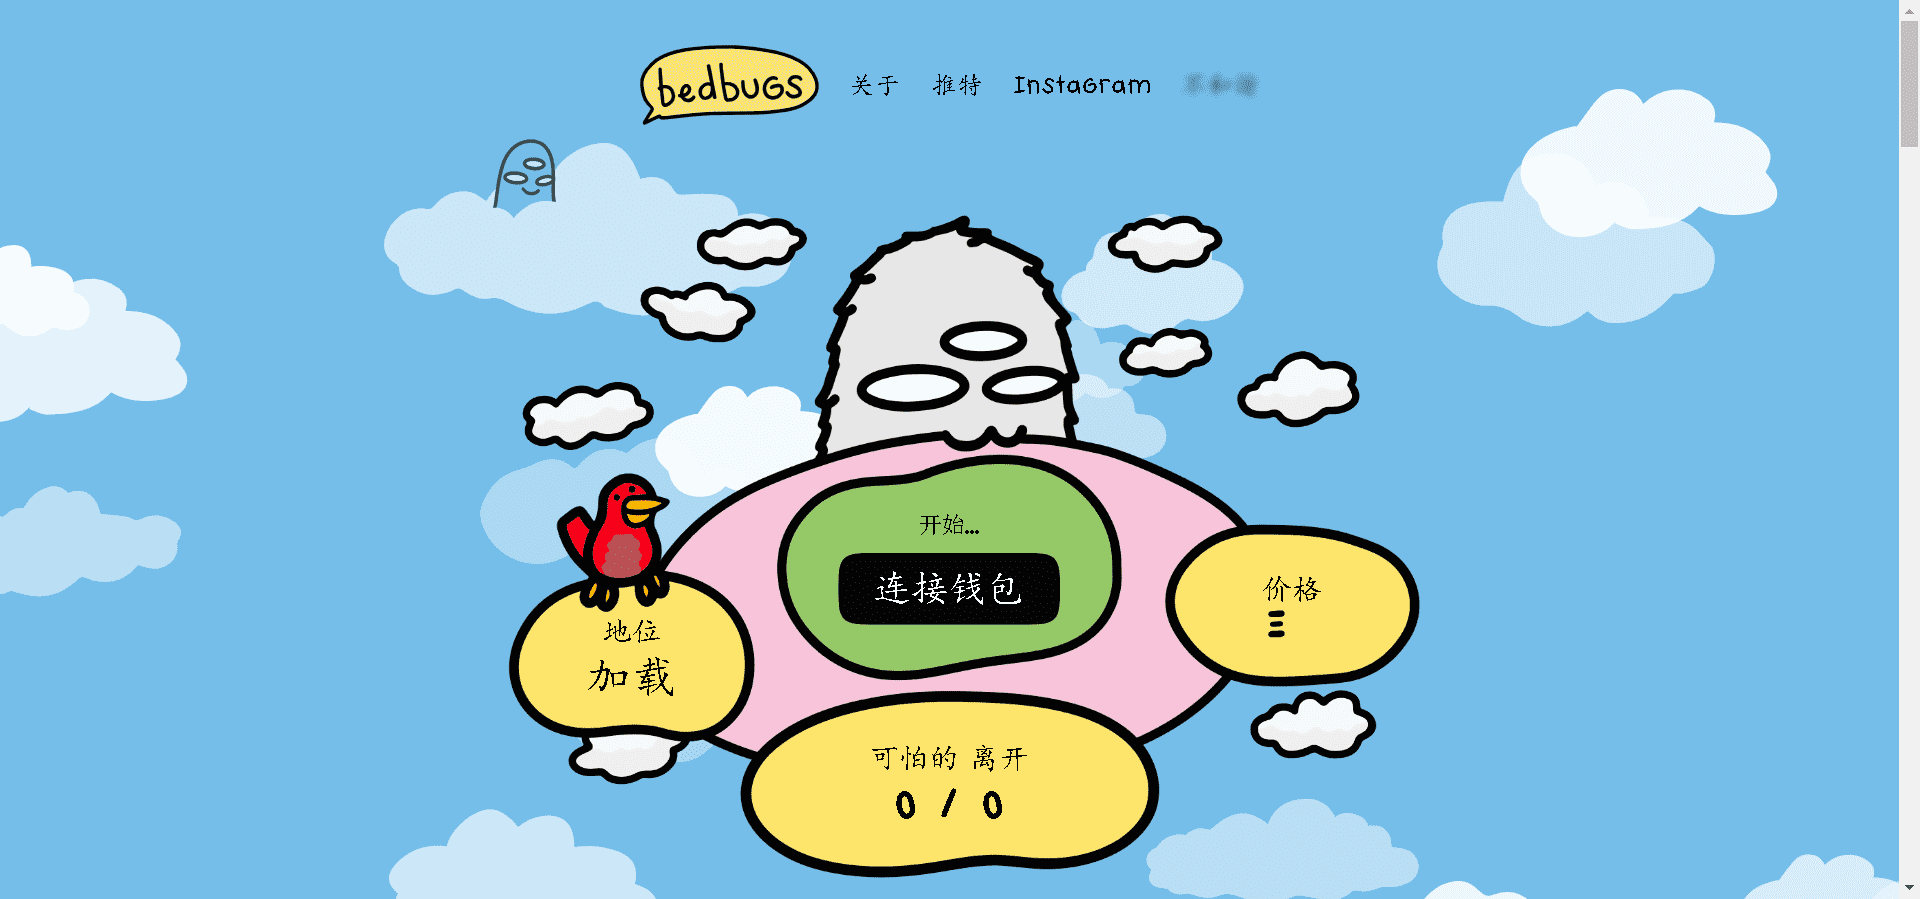 bedbugs
关于 推特 Instagram
开始...
连接钱包
价格
Ξ
地位
加载
可怕的 离开
0 / 0